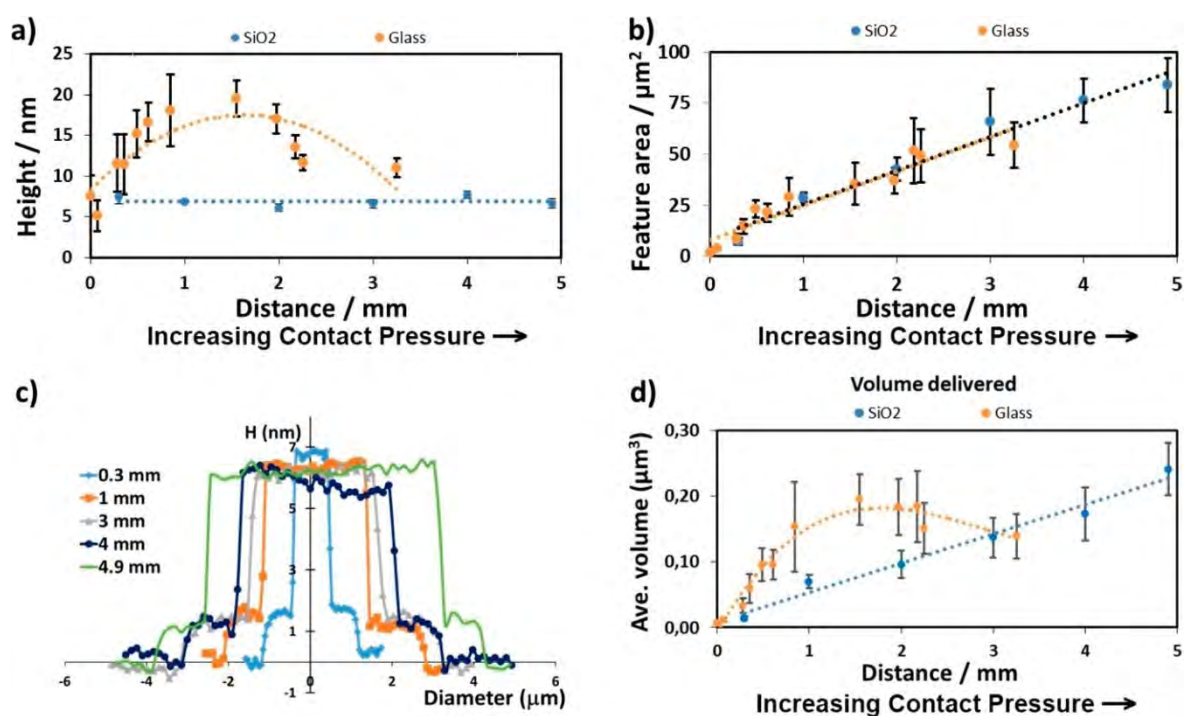 a)
SiO2 Glass
25
20
15
10
5
0
Height / nm
0 1 2 3 4 5
Distance / mm
Increasing Contact Pressure →
b)
SiO2 Glass
100
75
50
25
0
Feature area / µm²
0 1 2 3 4 5
Distance / mm
Increasing Contact Pressure →
c)
H (nm)
7
5
3
1
-1
0.3 mm
1 mm
3 mm
4 mm
4.9 mm
-6 -4 -2 0 2 4 6
Diameter (µm)
d)
Volume delivered
SiO2 Glass
0,30
0,20
0,10
0,00
Ave. volume (µm³)
0 1 2 3 4 5
Distance / mm
Increasing Contact Pressure →